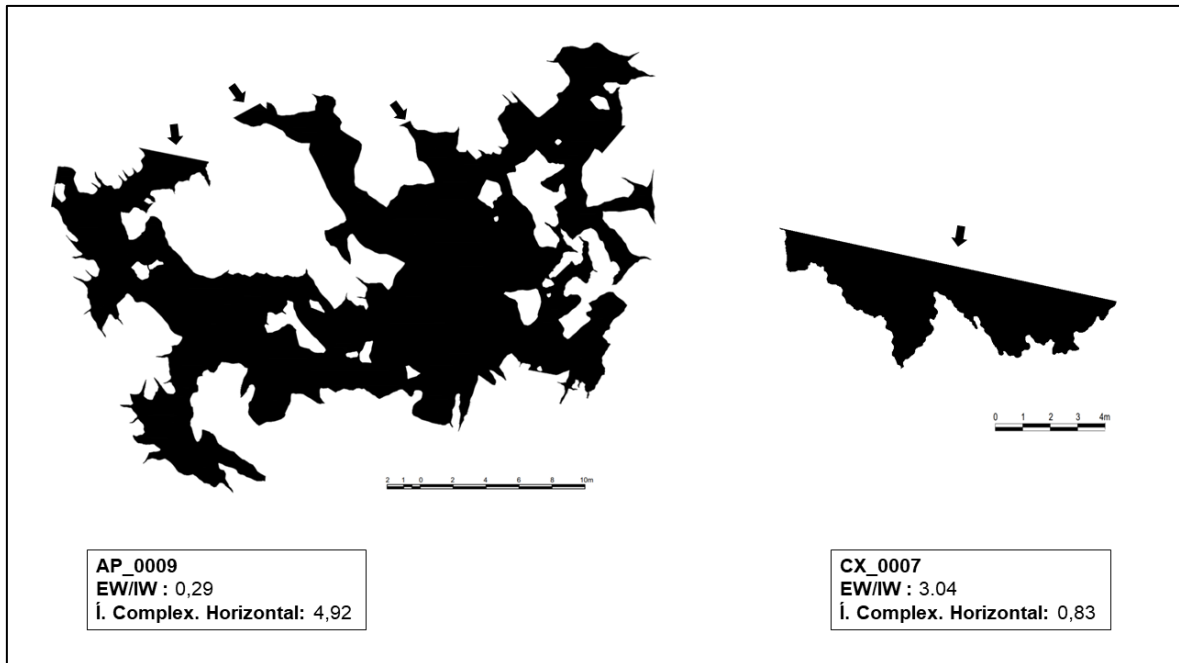 2 1 0 2 4 6 8 10m
0 1 2 3 4m
AP_0009
EW/IW : 0,29
Í. Complex. Horizontal: 4,92
CX_0007
EW/IW : 3.04
Í. Complex. Horizontal: 0,83